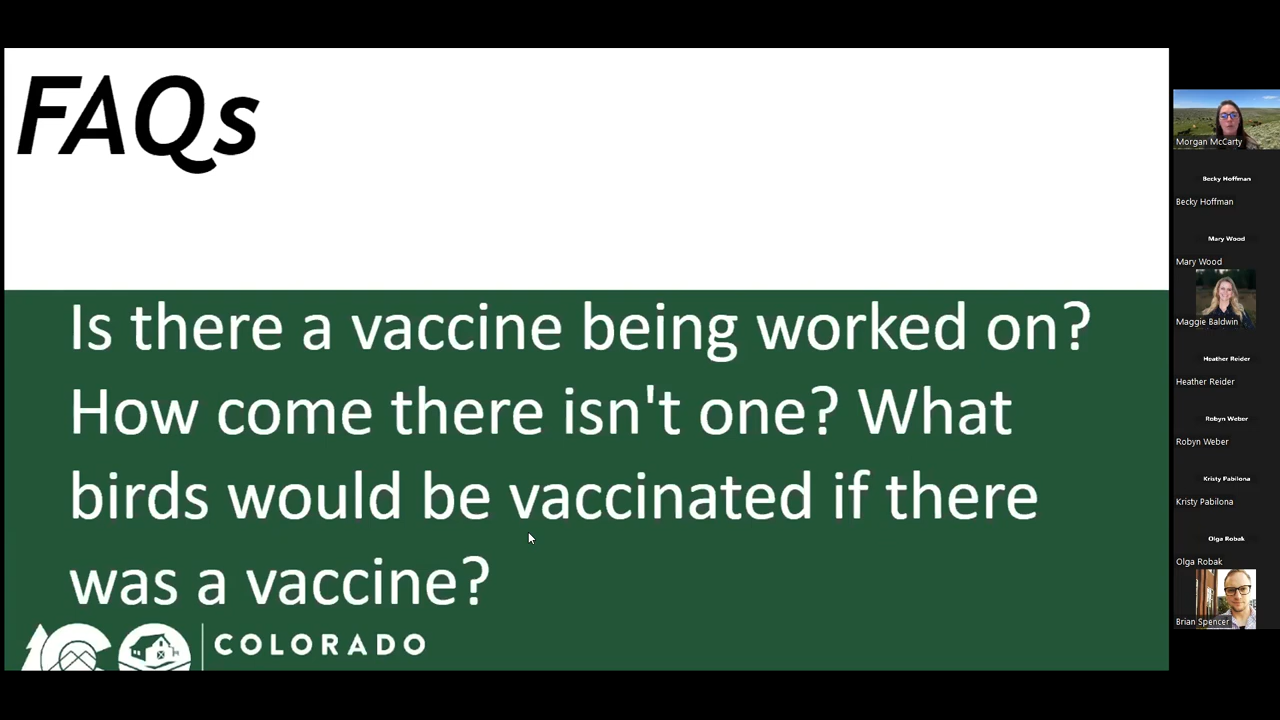 FAQs
Is there a vaccine being worked on?
How come there isn't one? What
birds would be vaccinated if there
was a vaccine?
COLORADO
Morgan McCarty
Becky Hoffman
Becky Hoffman
Mary Wood
Mary Wood
Maggie Baldwin
Heather Reider
Heather Reider
Robyn Weber
Robyn Weber
Kristy Pabilona
Kristy Pabilona
Olga Robak
Olga Robak
Brian Spencer